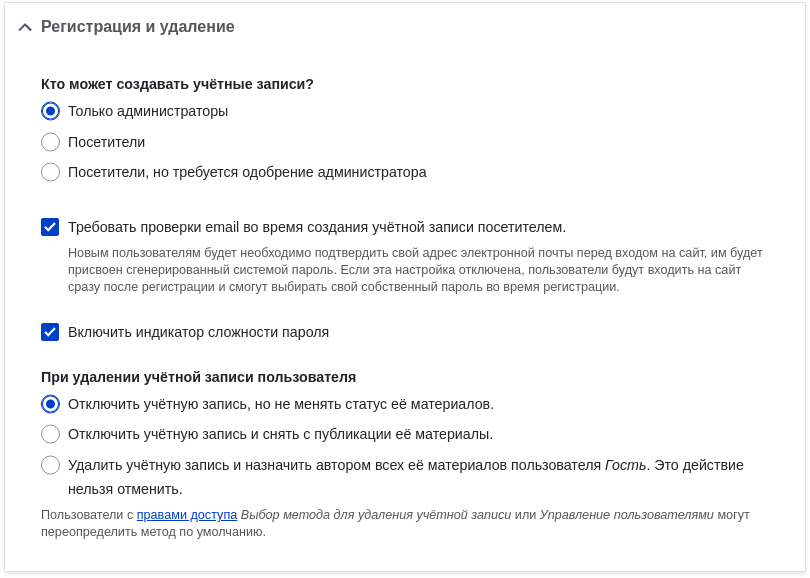 Регистрация и удаление
Кто может создавать учётные записи?
Только администраторы
Посетители
Посетители, но требуется одобрение администратора
Требовать проверки email во время создания учётной записи посетителем.
Новым пользователям будет необходимо подтвердить свой адрес электронной почты перед входом на сайт, им будет
присвоен сгенерированный системой пароль. Если эта настройка отключена, пользователи будут входить на сайт
сразу после регистрации и смогут выбирать свой собственный пароль во время регистрации.
Включить индикатор сложности пароля
При удалении учётной записи пользователя
Отключить учётную запись, но не менять статус её материалов.
Отключить учётную запись и снять с публикации её материалы.
Удалить учётную запись и назначить автором всех её материалов пользователя Гость. Это действие
нельзя отменить.
Пользователи с правами доступа Выбор метода для удаления учётной записи или Управление пользователями могут
переопределить метод по умолчанию.